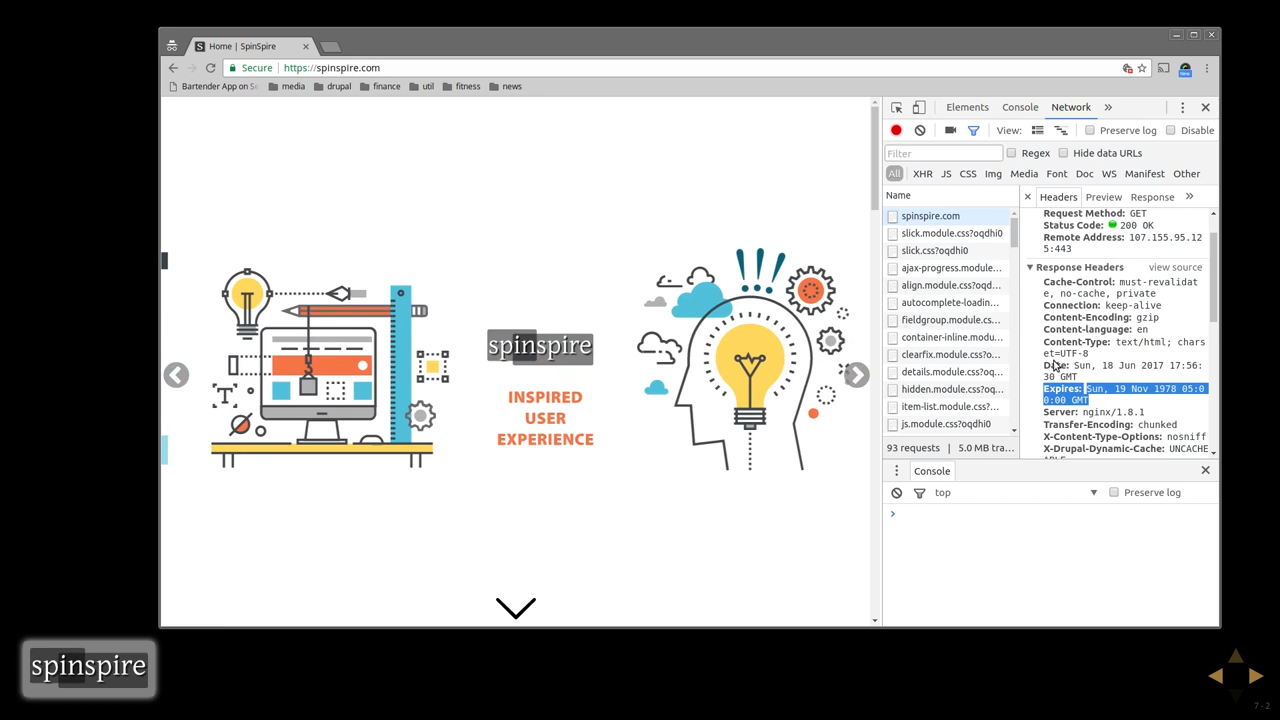 Home | SpinSpire
Secure https://spinspire.com
Bartender App on Se media drupal finance util fitness news
Elements Console Network
View: Preserve log Disable
Filter Regex Hide data URLs
All XHR JS CSS Img Media Font Doc WS Manifest Other
Name
Headers Preview Response
spinspire.com
slick.module.css?oqdhi0
slick.css?oqdhi0
ajax-progress.module...
align.module.css?oqd...
autocomplete-loadin...
fieldgroup.module.cs...
container-inline.modu...
clearfix.module.css?o...
details.module.css?oq...
hidden.module.css?oq...
item-list.module.css?...
js.module.css?oqdhi0
93 requests | 5.0 MB tra...
Request Method: GET
Status Code: 200 OK
Remote Address: 107.155.95.12
5:443
Response Headers view source
Cache-Control: must-revalidat
e, no-cache, private
Connection: keep-alive
Content-Encoding: gzip
Content-language: en
Content-Type: text/html; chars
et=UTF-8
Date: Sun, 18 Jun 2017 17:56:
30 GMT
Expires: Sun, 19 Nov 1978 05:0
0:00 GMT
Server: nginx/1.8.1
Transfer-Encoding: chunked
X-Content-Type-Options: nosniff
X-Drupal-Dynamic-Cache: UNCACHE
Console
top Preserve log
T
spinspire
INSPIRED
USER
EXPERIENCE
spinspire
7-2